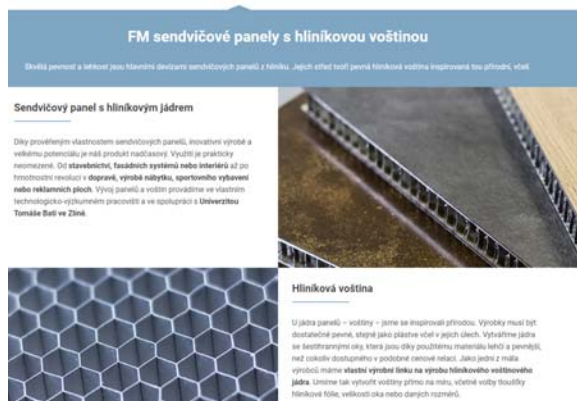 FM sendvičové panely s hliníkovou voštinou
Skvělá pevnost a lehkost jsou hlavními devizami sendvičových panelů z hliníku. Jejich střed tvoří pevná hliníková voština inspirovaná tou přírodní, včelí.
Sendvičový panel s hliníkovým jádrem
Díky prověřeným vlastnostem sendvičových panelů, inovativní výrobě a
velkému potenciálu je náš produkt nadčasový. Využití je prakticky
neomezené. Od stavebnictví, fasádních systémů nebo interiérů až po
hmotnostní revoluci v dopravě, výrobě nábytku, sportovního vybavení
nebo reklamních ploch. Vývoj panelů a voštin provádíme ve vlastním
technologicko-výzkumném pracovišti a ve spolupráci s Univerzitou
Tomáše Bati ve Zlíně.
Hliníková voština
U jádra panelů – voštiny – jsme se inspirovali přírodou. Výrobky musí být
dostatečně pevné, stejně jako plástve včel v jejich úlech. Vytváříme jádra
se šestihrannými oky, která jsou díky použitému materiálu lehčí a pevnější,
než cokoliv dostupného v podobné cenové relaci. Jako jedni z mála
výrobců máme vlastní výrobní linku na výrobu hliníkového voštinového
jádra. Umíme tak vytvořit voštiny přímo na míru, včetně volby tloušťky
hliníkové fólie, velikosti oka nebo daných rozměrů.